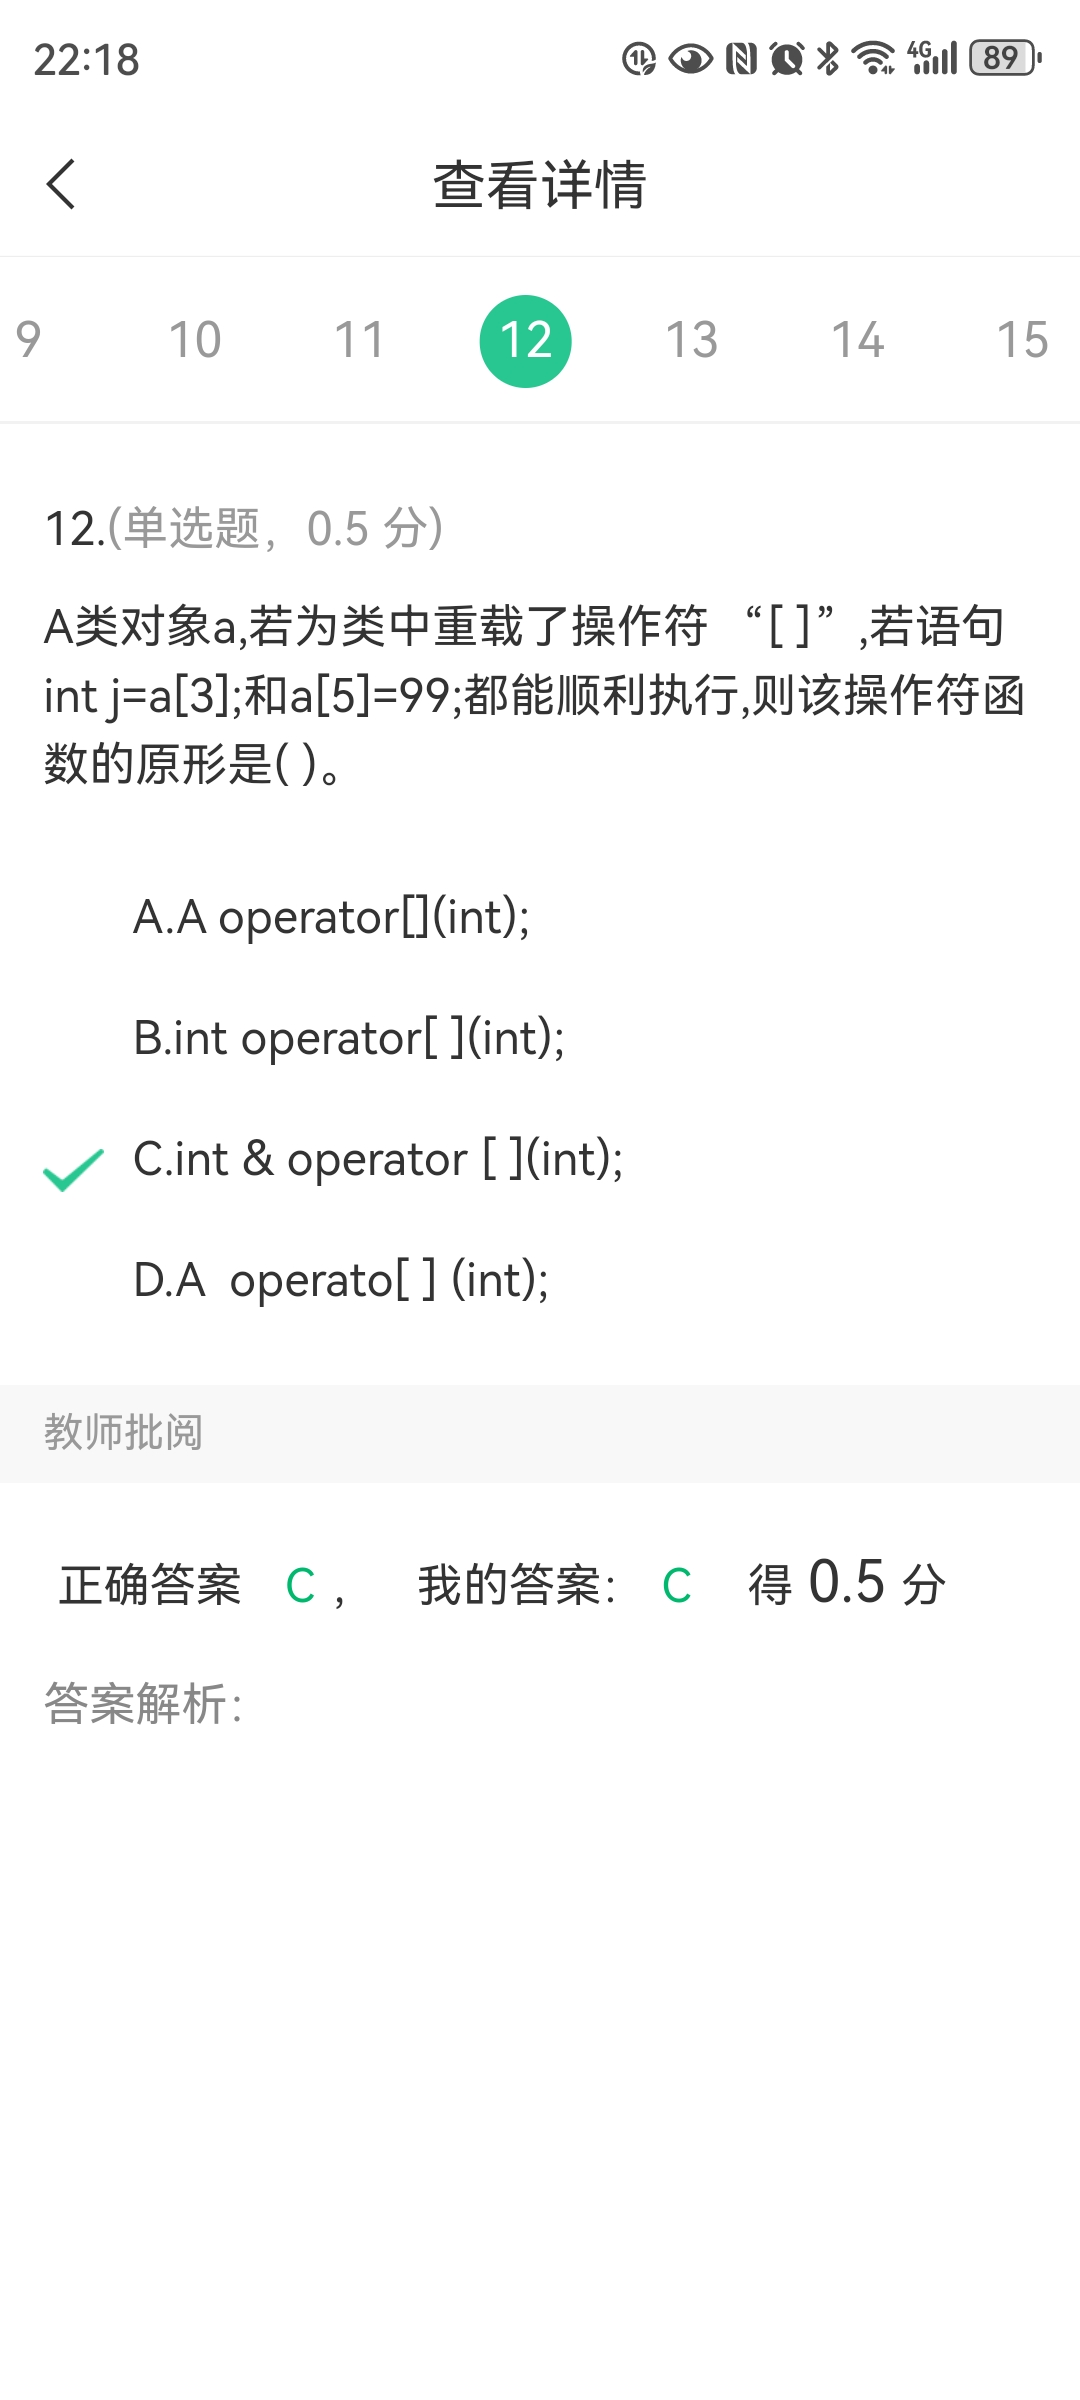 22:18
4G 89
查看详情
9 10 11 12 13 14 15
12.(单选题，0.5 分)
A类对象a,若为类中重载了操作符 “[ ]” ,若语句
int j=a[3];和a[5]=99;都能顺利执行,则该操作符函
数的原形是( )。
A.A operator[](int);
B.int operator[ ](int);
C.int & operator [ ](int);
D.A  operato[ ] (int);
教师批阅
正确答案 C ， 我的答案： C 得 0.5 分
答案解析：